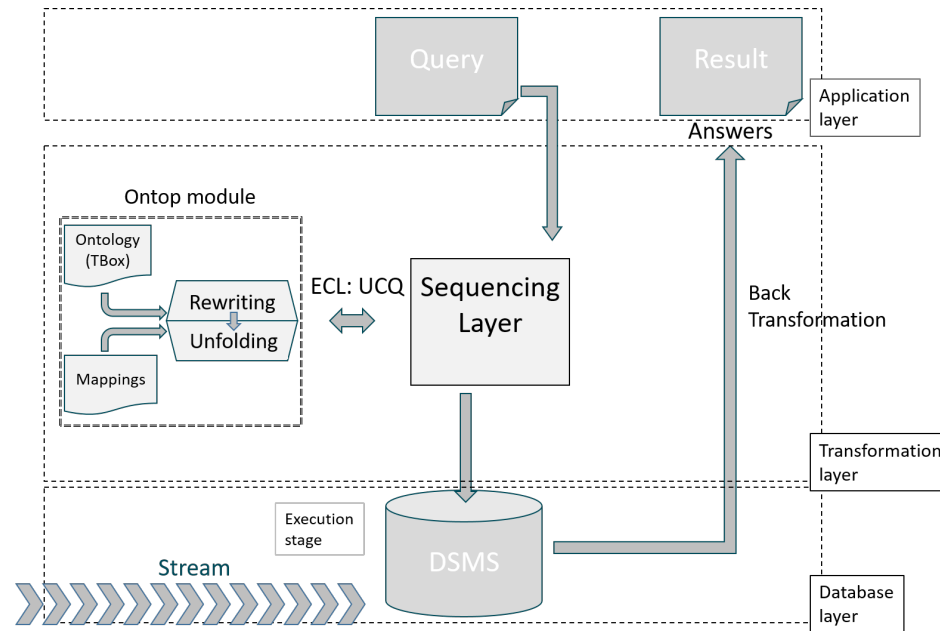 Query
Result
Application
layer
Answers
Ontop module
Ontology
(TBox)
Rewriting
Unfolding
Mappings
ECL: UCQ
Sequencing
Layer
Back
Transformation
Transformation
layer
Execution
stage
DSMS
Stream
Database
layer